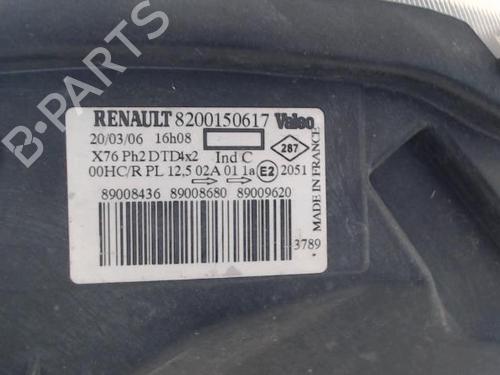 RENAULT 8200150617 Valeo
20/03/06 16h08
287
X76 Ph2 DTD4x2 Ind C
00HC/R PL 12,5 02A 01 1a E2 2051
89008436 89008680 89009620
3789
MADE IN FRANCE
B-PARTS
B-PARTS